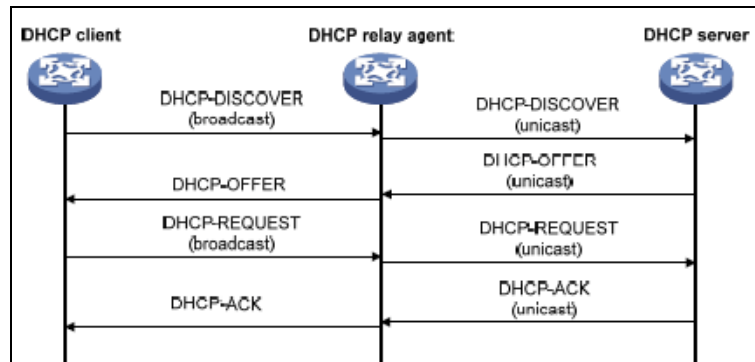 DHCP client
DHCP relay agent
DHCP server
DHCP-DISCOVER
(broadcast)
DHCP-DISCOVER
(unicast)
DHCP-OFFER
(unicast)
DHCP-OFFER
DHCP-REQUEST
(broadcast)
DHCP-REQUEST
(unicast)
DHCP-ACK
(unicast)
DHCP-ACK